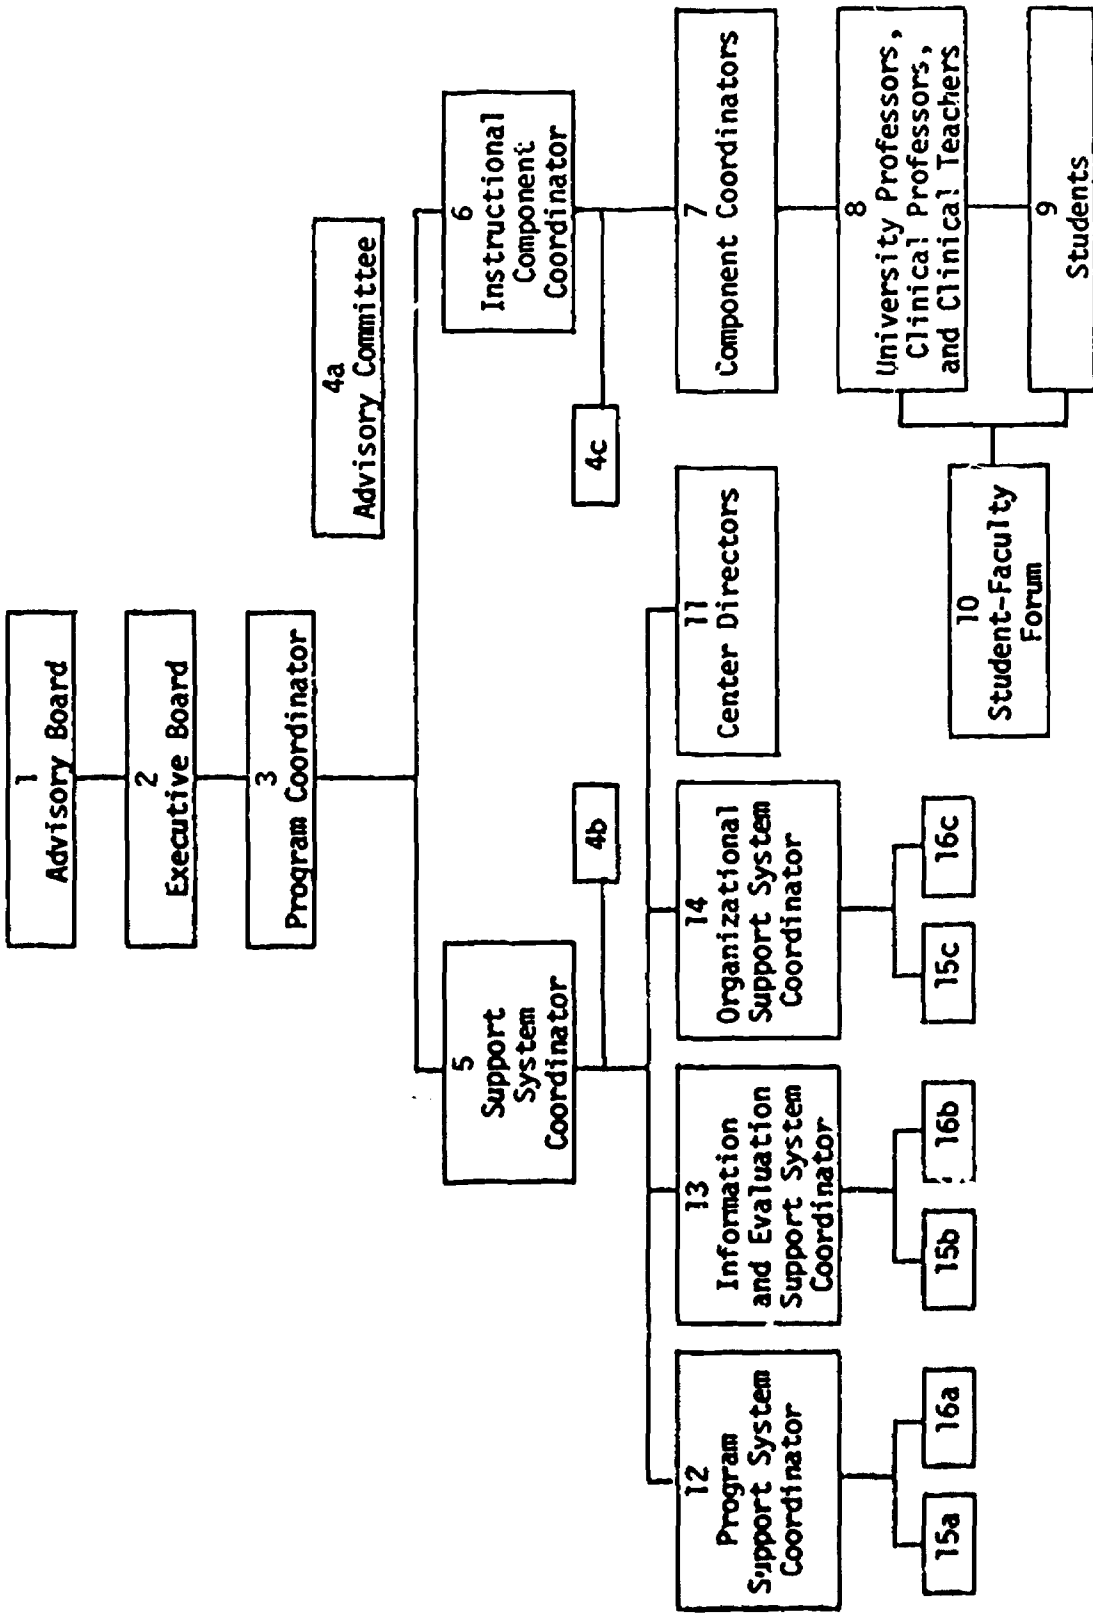 1
Advisory Board
2
Executive Board
3
Program Coordinator
4a
Advisory Committee
5
Support
System
Coordinator
6
Instructional
Component
Coordinator
4b
4c
12
Program
Support System
Coordinator
13
Information
and Evaluation
Support System
Coordinator
14
Organizational
Support System
Coordinator
11
Center Directors
7
Component Coordinators
8
University Professors,
Clinical Professors,
and Clinical Teachers
15a
16a
15b
16b
15c
16c
10
Student-Faculty
Forum
9
Students